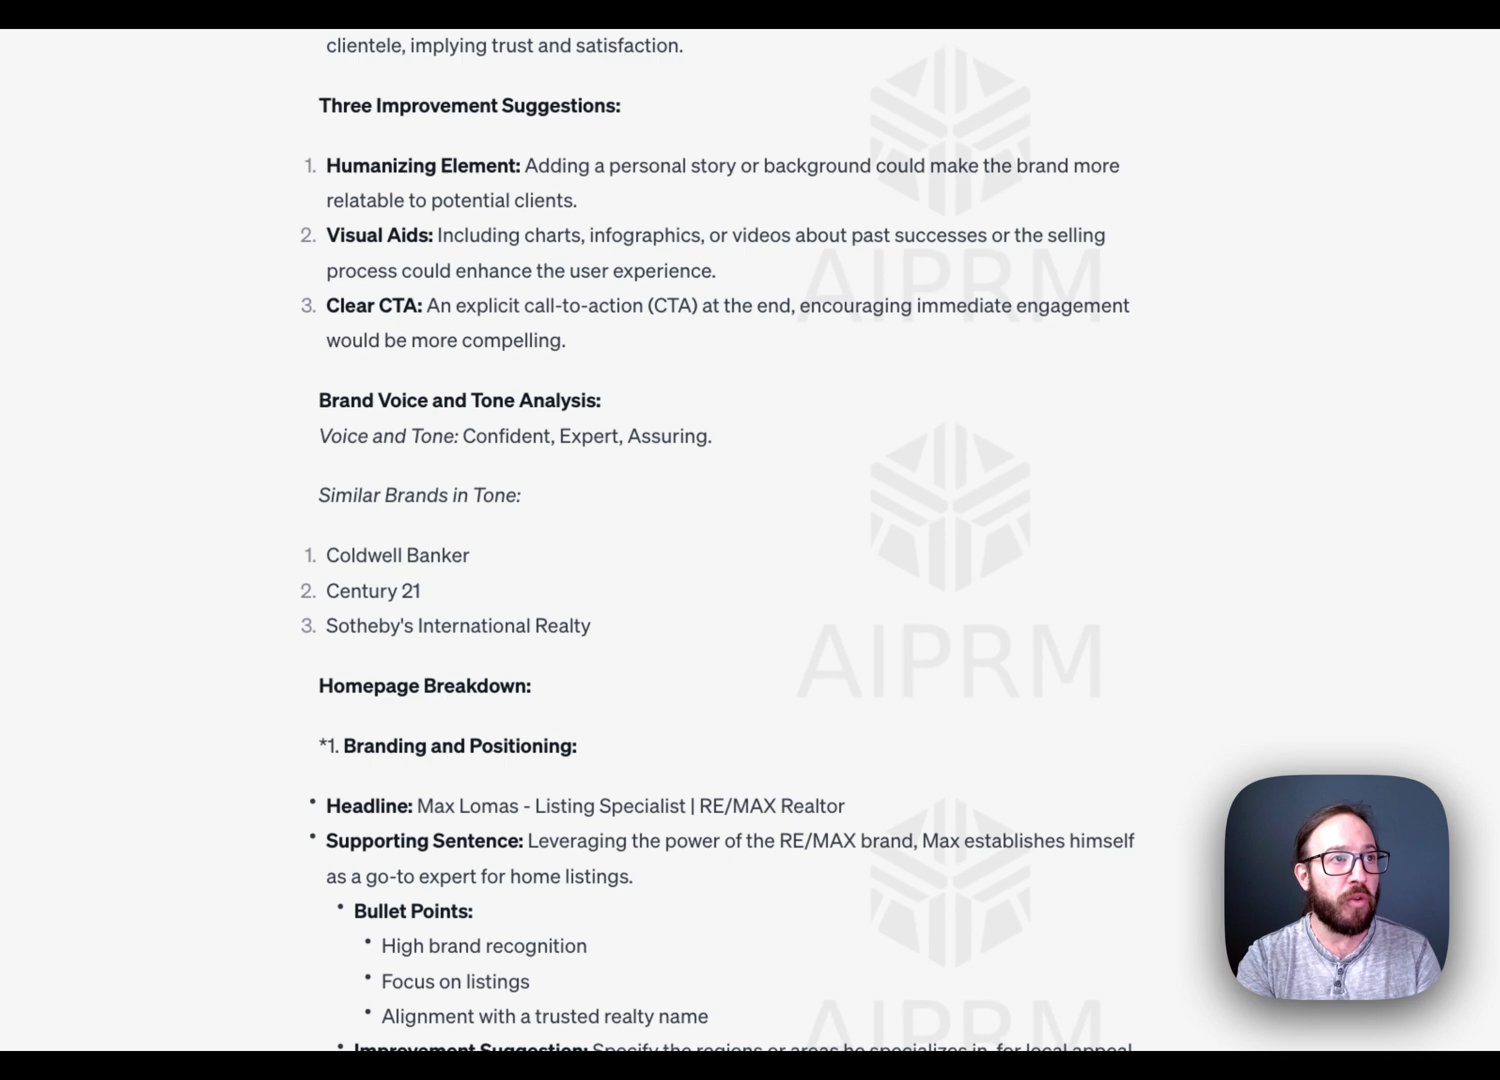 clientele, implying trust and satisfaction.
Three Improvement Suggestions:
1. Humanizing Element: Adding a personal story or background could make the brand more
relatable to potential clients.
2. Visual Aids: Including charts, infographics, or videos about past successes or the selling
process could enhance the user experience.
AIPRM
3. Clear CTA: An explicit call-to-action (CTA) at the end, encouraging immediate engagement
would be more compelling.
Brand Voice and Tone Analysis:
Voice and Tone: Confident, Expert, Assuring.
Similar Brands in Tone:
1. Coldwell Banker
2. Century 21
3. Sotheby's International Realty
AIPRM
Homepage Breakdown:
*1. Branding and Positioning:
• Headline: Max Lomas - Listing Specialist | RE/MAX Realtor
• Supporting Sentence: Leveraging the power of the RE/MAX brand, Max establishes himself
as a go-to expert for home listings.
• Bullet Points:
• High brand recognition
• Focus on listings
• Alignment with a trusted realty name
AIPRM
• Improvement Suggestion: Specify the regions or areas he specializes in, for local appeal